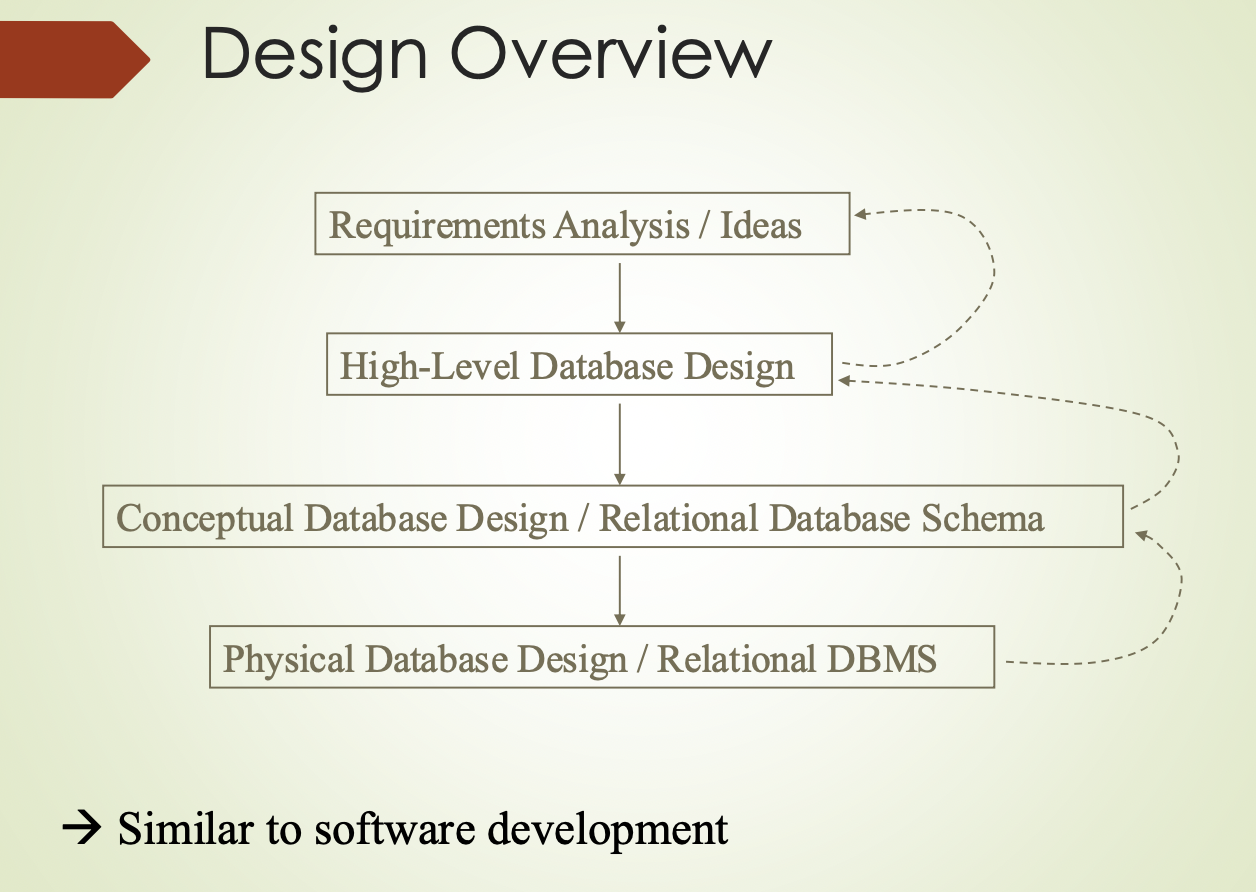 Design Overview
Requirements Analysis / Ideas
High-Level Database Design
Conceptual Database Design / Relational Database Schema
Physical Database Design / Relational DBMS
→ Similar to software development